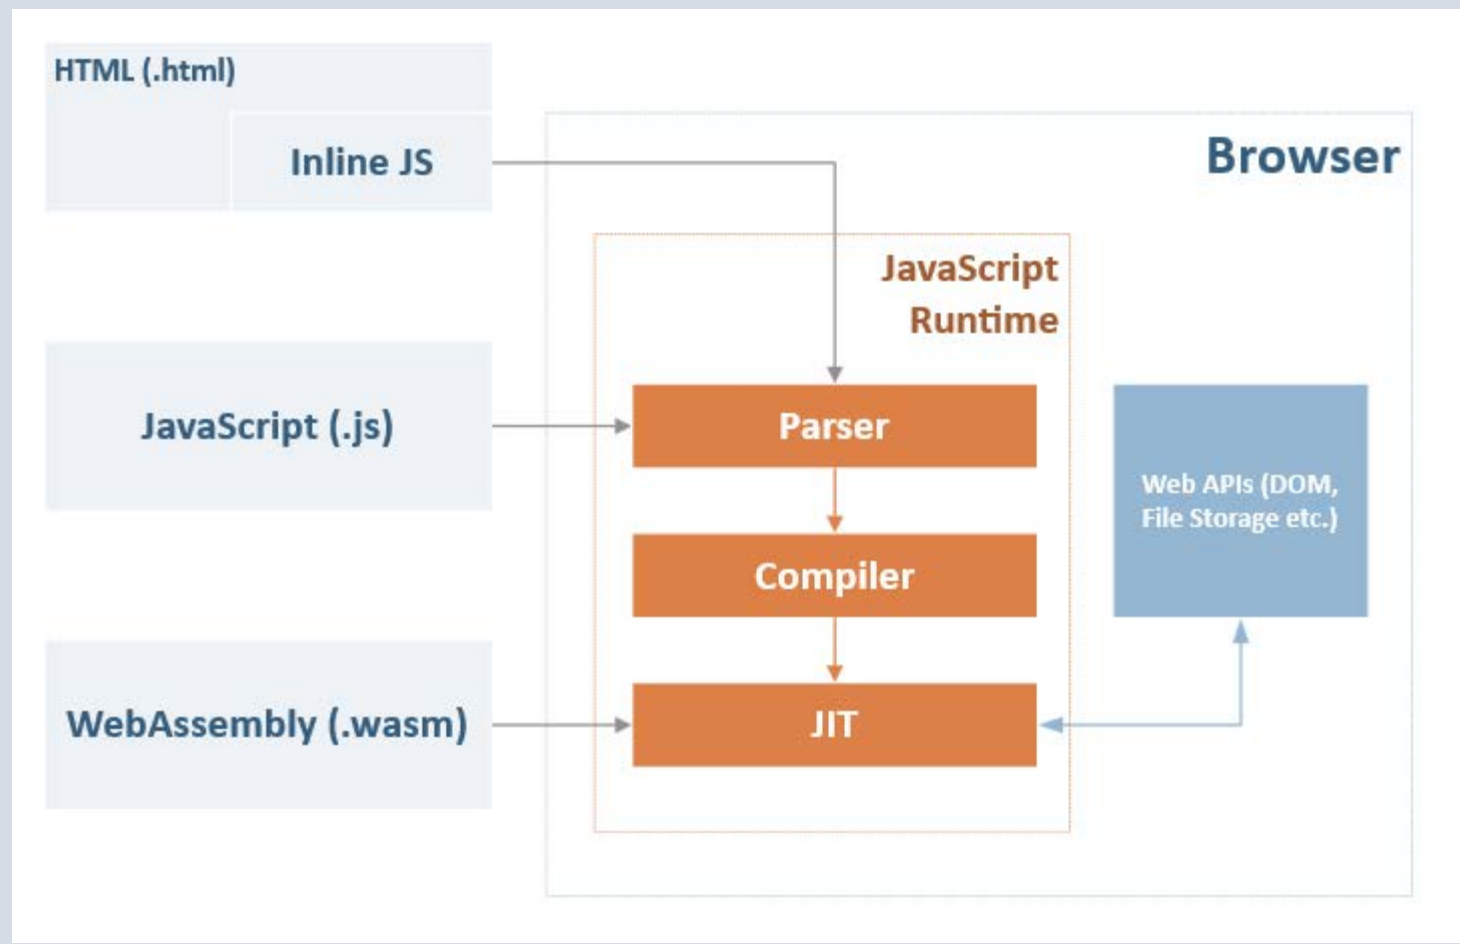 HTML (.html)
Inline JS
Browser
JavaScript
Runtime
JavaScript (.js)
Parser
Web APIs (DOM,
File Storage etc.)
Compiler
WebAssembly (.wasm)
JIT